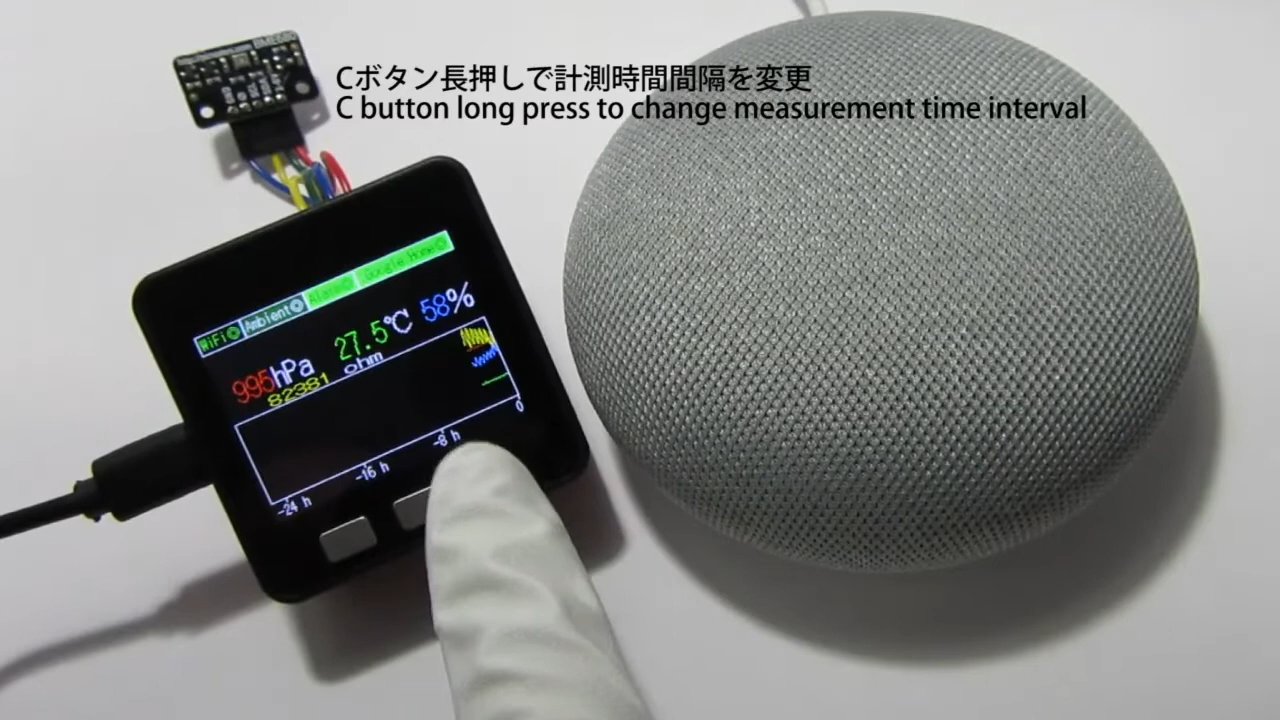 Cボタン長押しで計測時間間隔を変更
C button long press to change measurement time interval
BME680
WiFi Ambient Alarm Google Home
995hPa 27.5℃ 58%
82381 ohm
-24 h -16 h -8 h 0